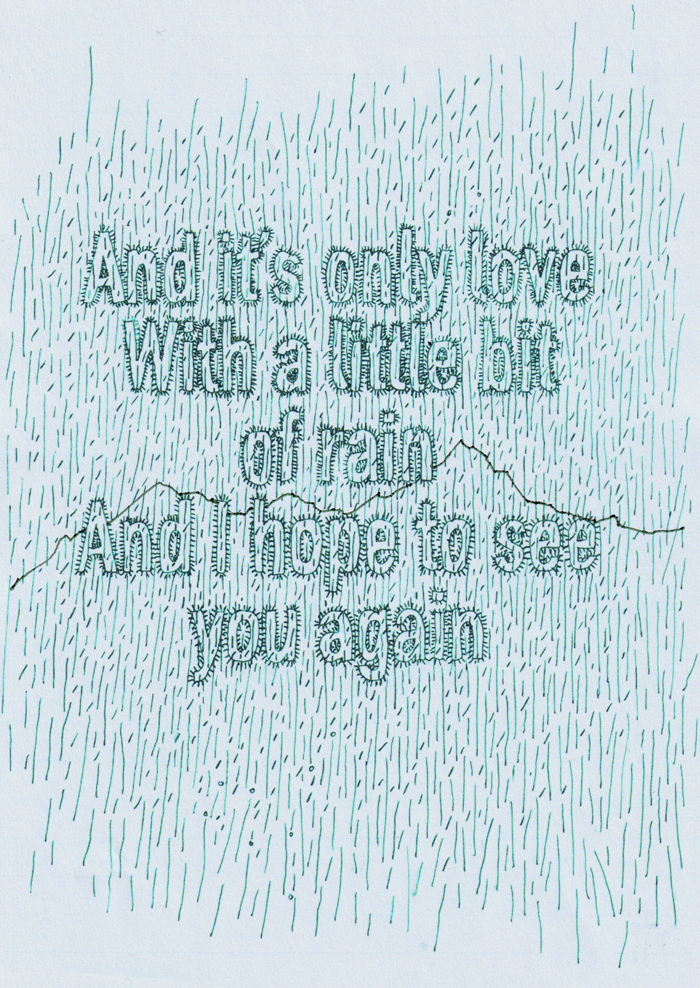 And it's only love
With a little bit
of rain
And I hope to see
you again